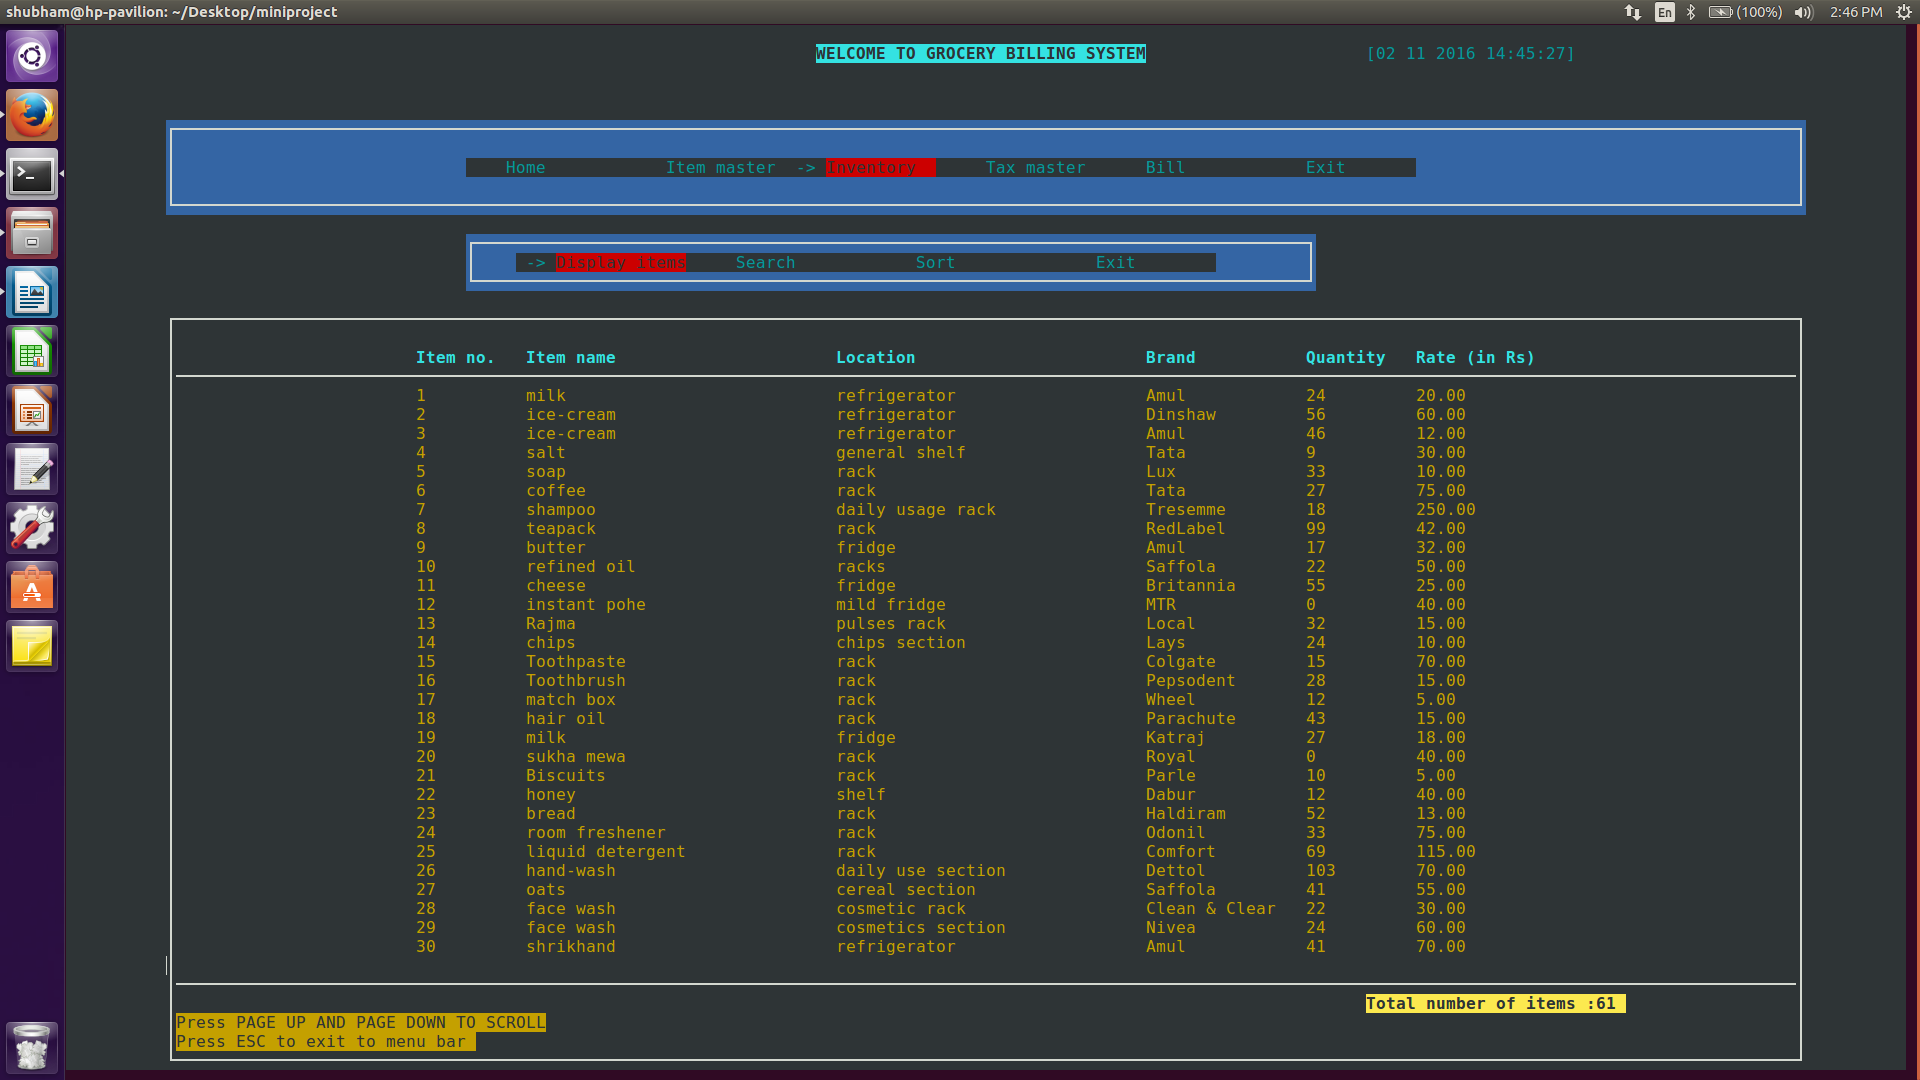 shubham@hp-pavilion: ~/Desktop/miniproject En (100%) 2:46 PM
WELCOME TO GROCERY BILLING SYSTEM [02 11 2016 14:45:27]
Home Item master -> Inventory Tax master Bill Exit
-> Display items Search Sort Exit
Item no. Item name Location Brand Quantity Rate (in Rs)
1 milk refrigerator Amul 24 20.00
2 ice-cream refrigerator Dinshaw 56 60.00
3 ice-cream refrigerator Amul 46 12.00
4 salt general shelf Tata 9 30.00
5 soap rack Lux 33 10.00
6 coffee rack Tata 27 75.00
7 shampoo daily usage rack Tresemme 18 250.00
8 teapack rack RedLabel 99 42.00
9 butter fridge Amul 17 32.00
10 refined oil racks Saffola 22 50.00
11 cheese fridge Britannia 55 25.00
12 instant pohe mild fridge MTR 0 40.00
13 Rajma pulses rack Local 32 15.00
14 chips chips section Lays 24 10.00
15 Toothpaste rack Colgate 15 70.00
16 Toothbrush rack Pepsodent 28 15.00
17 match box rack Wheel 12 5.00
18 hair oil rack Parachute 43 15.00
19 milk fridge Katraj 27 18.00
20 sukha mewa rack Royal 0 40.00
21 Biscuits rack Parle 10 5.00
22 honey shelf Dabur 12 40.00
23 bread rack Haldiram 52 13.00
24 room freshener rack Odonil 33 75.00
25 liquid detergent rack Comfort 69 115.00
26 hand-wash daily use section Dettol 103 70.00
27 oats cereal section Saffola 41 55.00
28 face wash cosmetic rack Clean & Clear 22 30.00
29 face wash cosmetics section Nivea 24 60.00
30 shrikhand refrigerator Amul 41 70.00
Total number of items :61
Press PAGE UP AND PAGE DOWN TO SCROLL
Press ESC to exit to menu bar